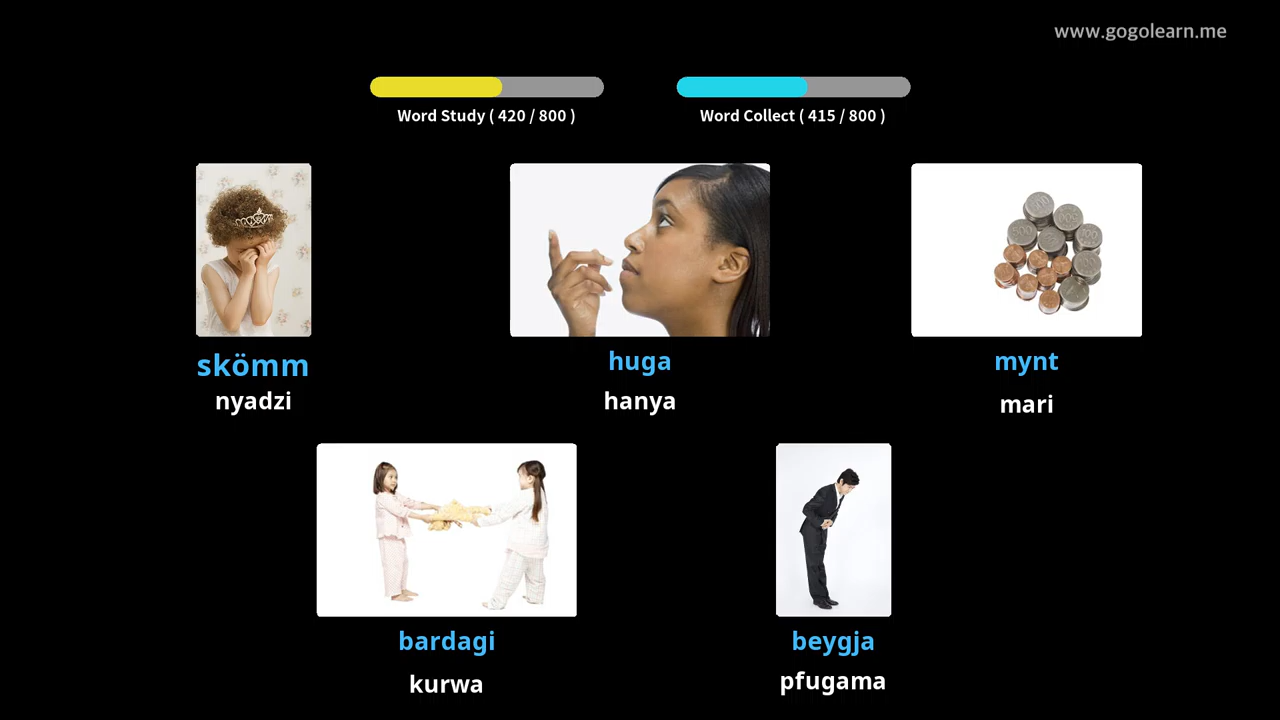 www.gogolearn.me
Word Study ( 420 / 800 )
Word Collect ( 415 / 800 )
skömm
nyadzi
huga
hanya
mynt
mari
bardagi
kurwa
beygja
pfugama